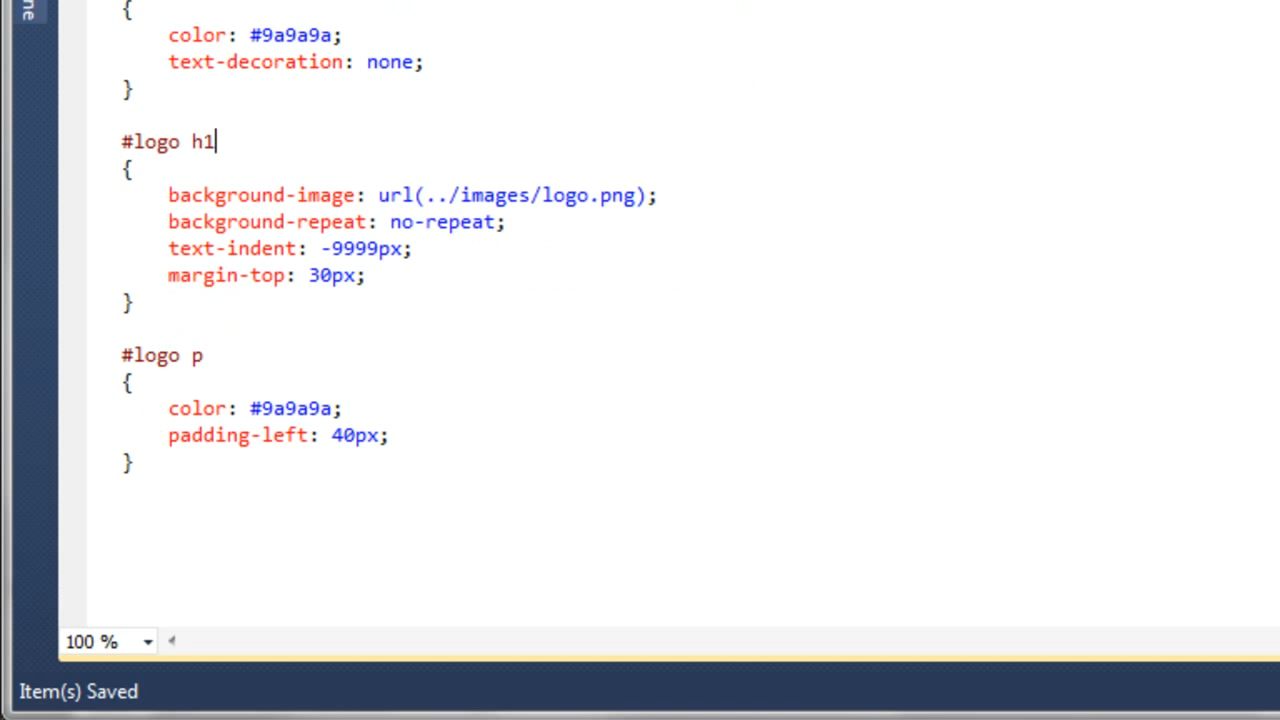 ne
{
color: #9a9a9a;
text-decoration: none;
}
#logo h1
{
background-image: url(../images/logo.png);
background-repeat: no-repeat;
text-indent: -9999px;
margin-top: 30px;
}
#logo p
{
color: #9a9a9a;
padding-left: 40px;
}
100 %
Item(s) Saved